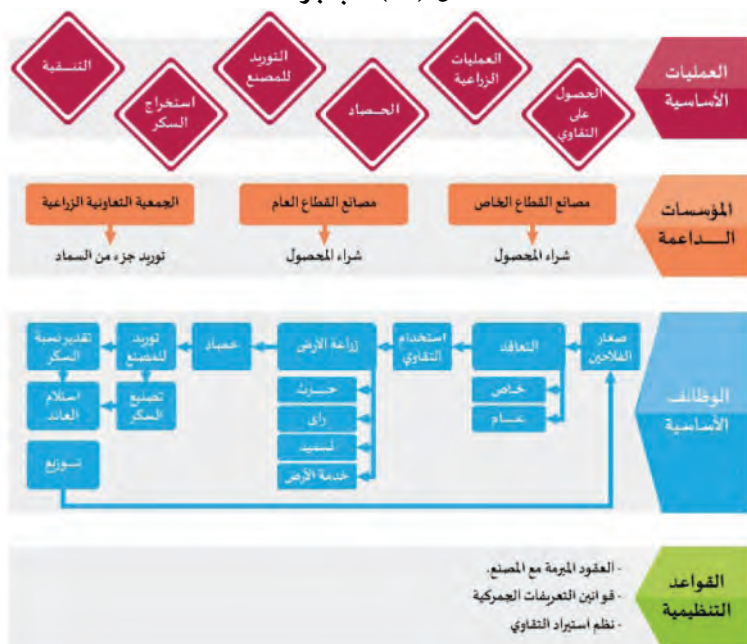 العمليات
الأساسية
الحصول
على
التقاوي
العمليات
الزراعية
الحصاد
التوريد
للمصنع
استخراج
السكر
التنقية
المؤسسات
الداعمة
مصانع القطاع الخاص
شراء المحصول
مصانع القطاع العام
شراء المحصول
الجمعية التعاونية الزراعية
توريد جزء من السماد
الوظائف
الأساسية
صغار
الفلاحين
التعاقد
خاص
عام
استخدام
التقاوي
زراعة الأرض
حرث
راى
تسميد
خدمة الأرض
حصاد
توريد
للمصنع
تصنيع
السكر
تقدير نسبة
السكر
استلام
العائد
توزيع
القواعد
التنظيمية
- العقود المبرمة مع المصنع.
- قوانين التعريفات الجمركية
- نظم استيراد التقاوي